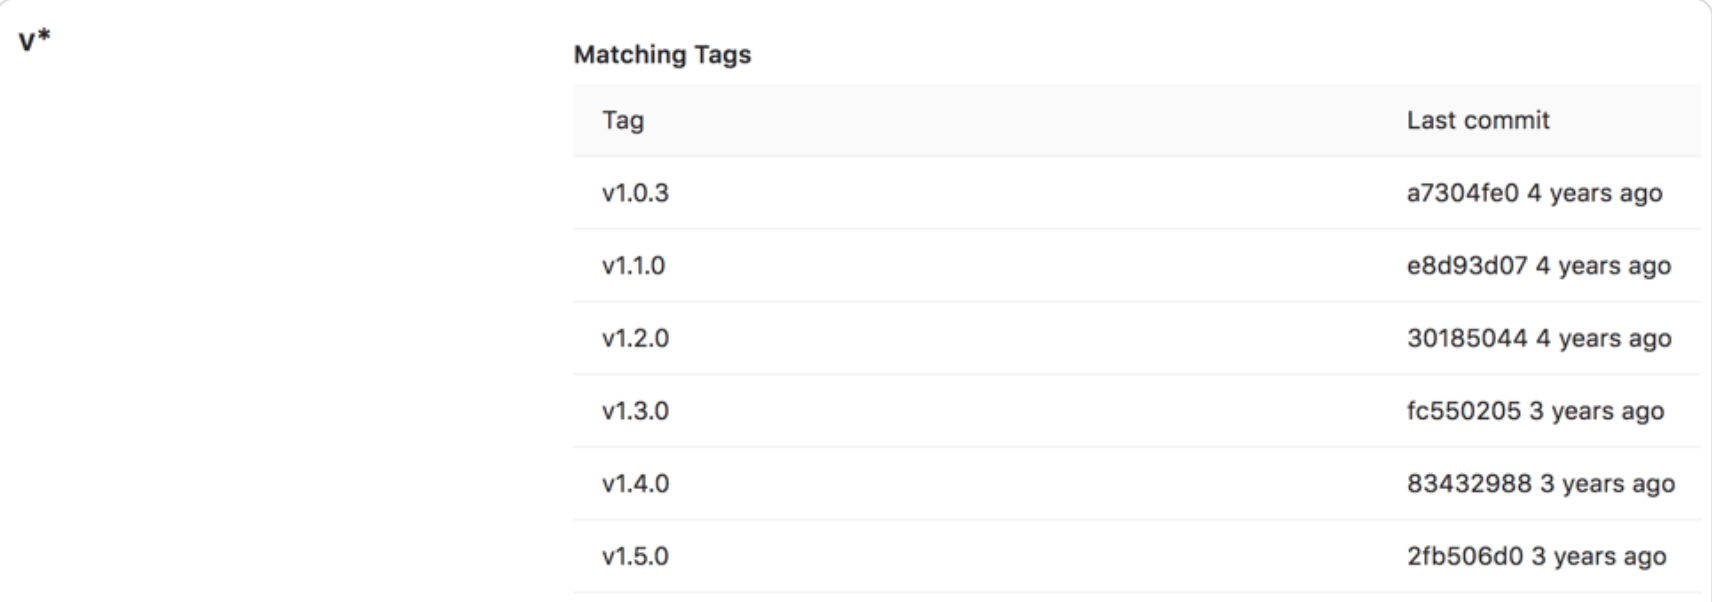 v*
Matching Tags
Tag Last commit
v1.0.3 a7304fe0 4 years ago
v1.1.0 e8d93d07 4 years ago
v1.2.0 30185044 4 years ago
v1.3.0 fc550205 3 years ago
v1.4.0 83432988 3 years ago
v1.5.0 2fb506d0 3 years ago